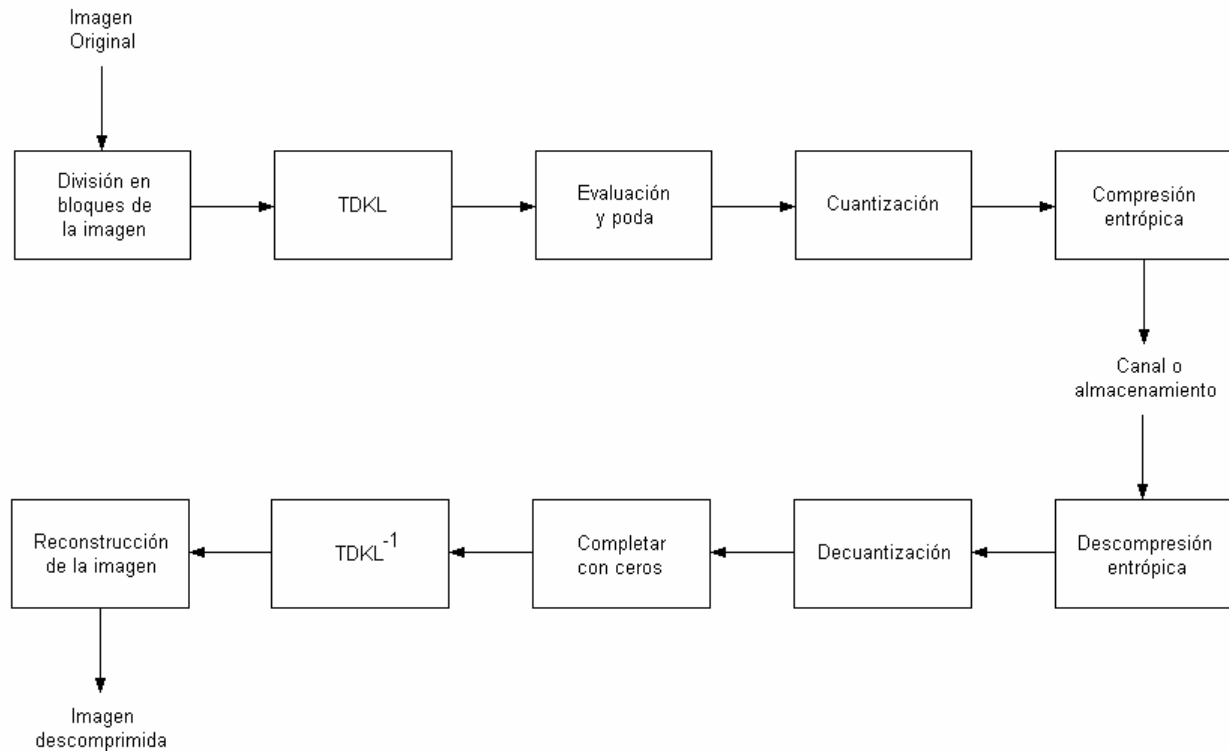 Imagen
Original
División en
bloques de
la imagen
TDKL
Evaluación
y poda
Cuantización
Compresión
entrópica
Canal o
almacenamiento
Descompresión
entrópica
Decuantización
Completar
con ceros
TDKL-1
Reconstrucción
de la imagen
Imagen
descomprimida